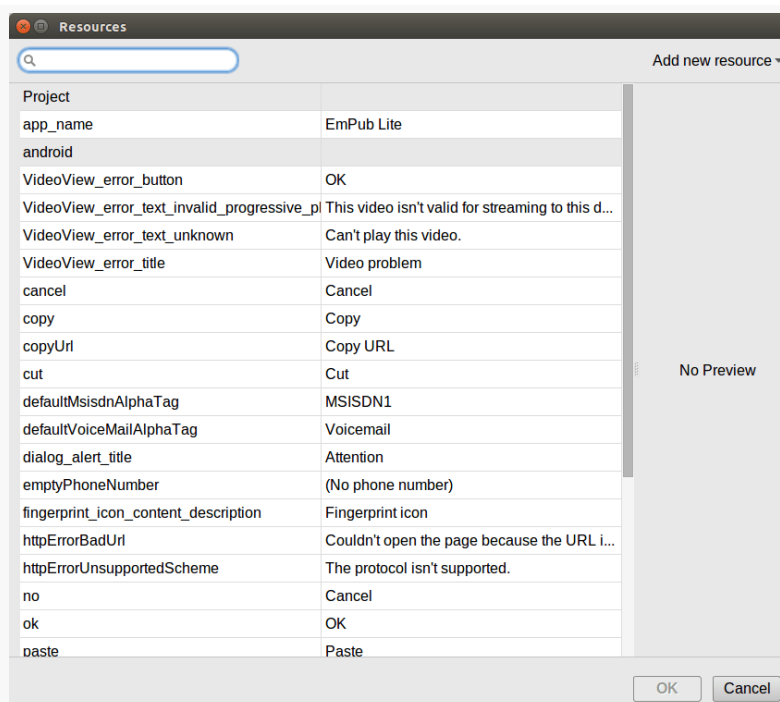 Resources
Add new resource
Project
app_name EmPub Lite
android
VideoView_error_button OK
VideoView_error_text_invalid_progressive_pl This video isn't valid for streaming to this d...
VideoView_error_text_unknown Can't play this video.
VideoView_error_title Video problem
cancel Cancel
copy Copy
copyUrl Copy URL
cut Cut
defaultMsisdnAlphaTag MSISDN1
defaultVoiceMailAlphaTag Voicemail
dialog_alert_title Attention
emptyPhoneNumber (No phone number)
fingerprint_icon_content_description Fingerprint icon
httpErrorBadUrl Couldn't open the page because the URL i...
httpErrorUnsupportedScheme The protocol isn't supported.
no Cancel
ok OK
paste Paste
No Preview
OK Cancel